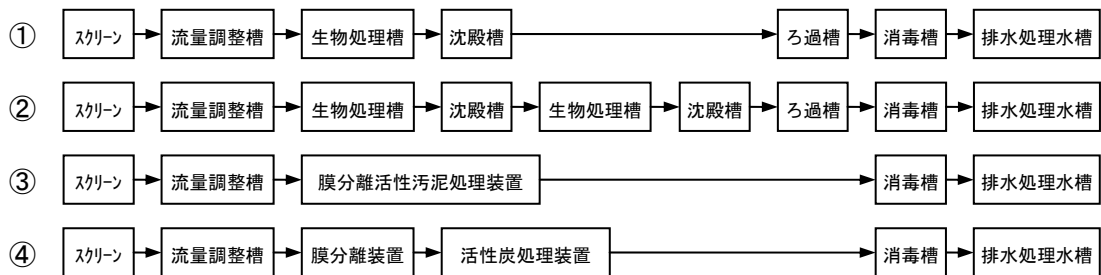 ① スクリーン 流量調整槽 生物処理槽 沈殿槽 ろ過槽 消毒槽 排水処理水槽
② スクリーン 流量調整槽 生物処理槽 沈殿槽 生物処理槽 沈殿槽 ろ過槽 消毒槽 排水処理水槽
③ スクリーン 流量調整槽 膜分離活性汚泥処理装置 消毒槽 排水処理水槽
④ スクリーン 流量調整槽 膜分離装置 活性炭処理装置 消毒槽 排水処理水槽